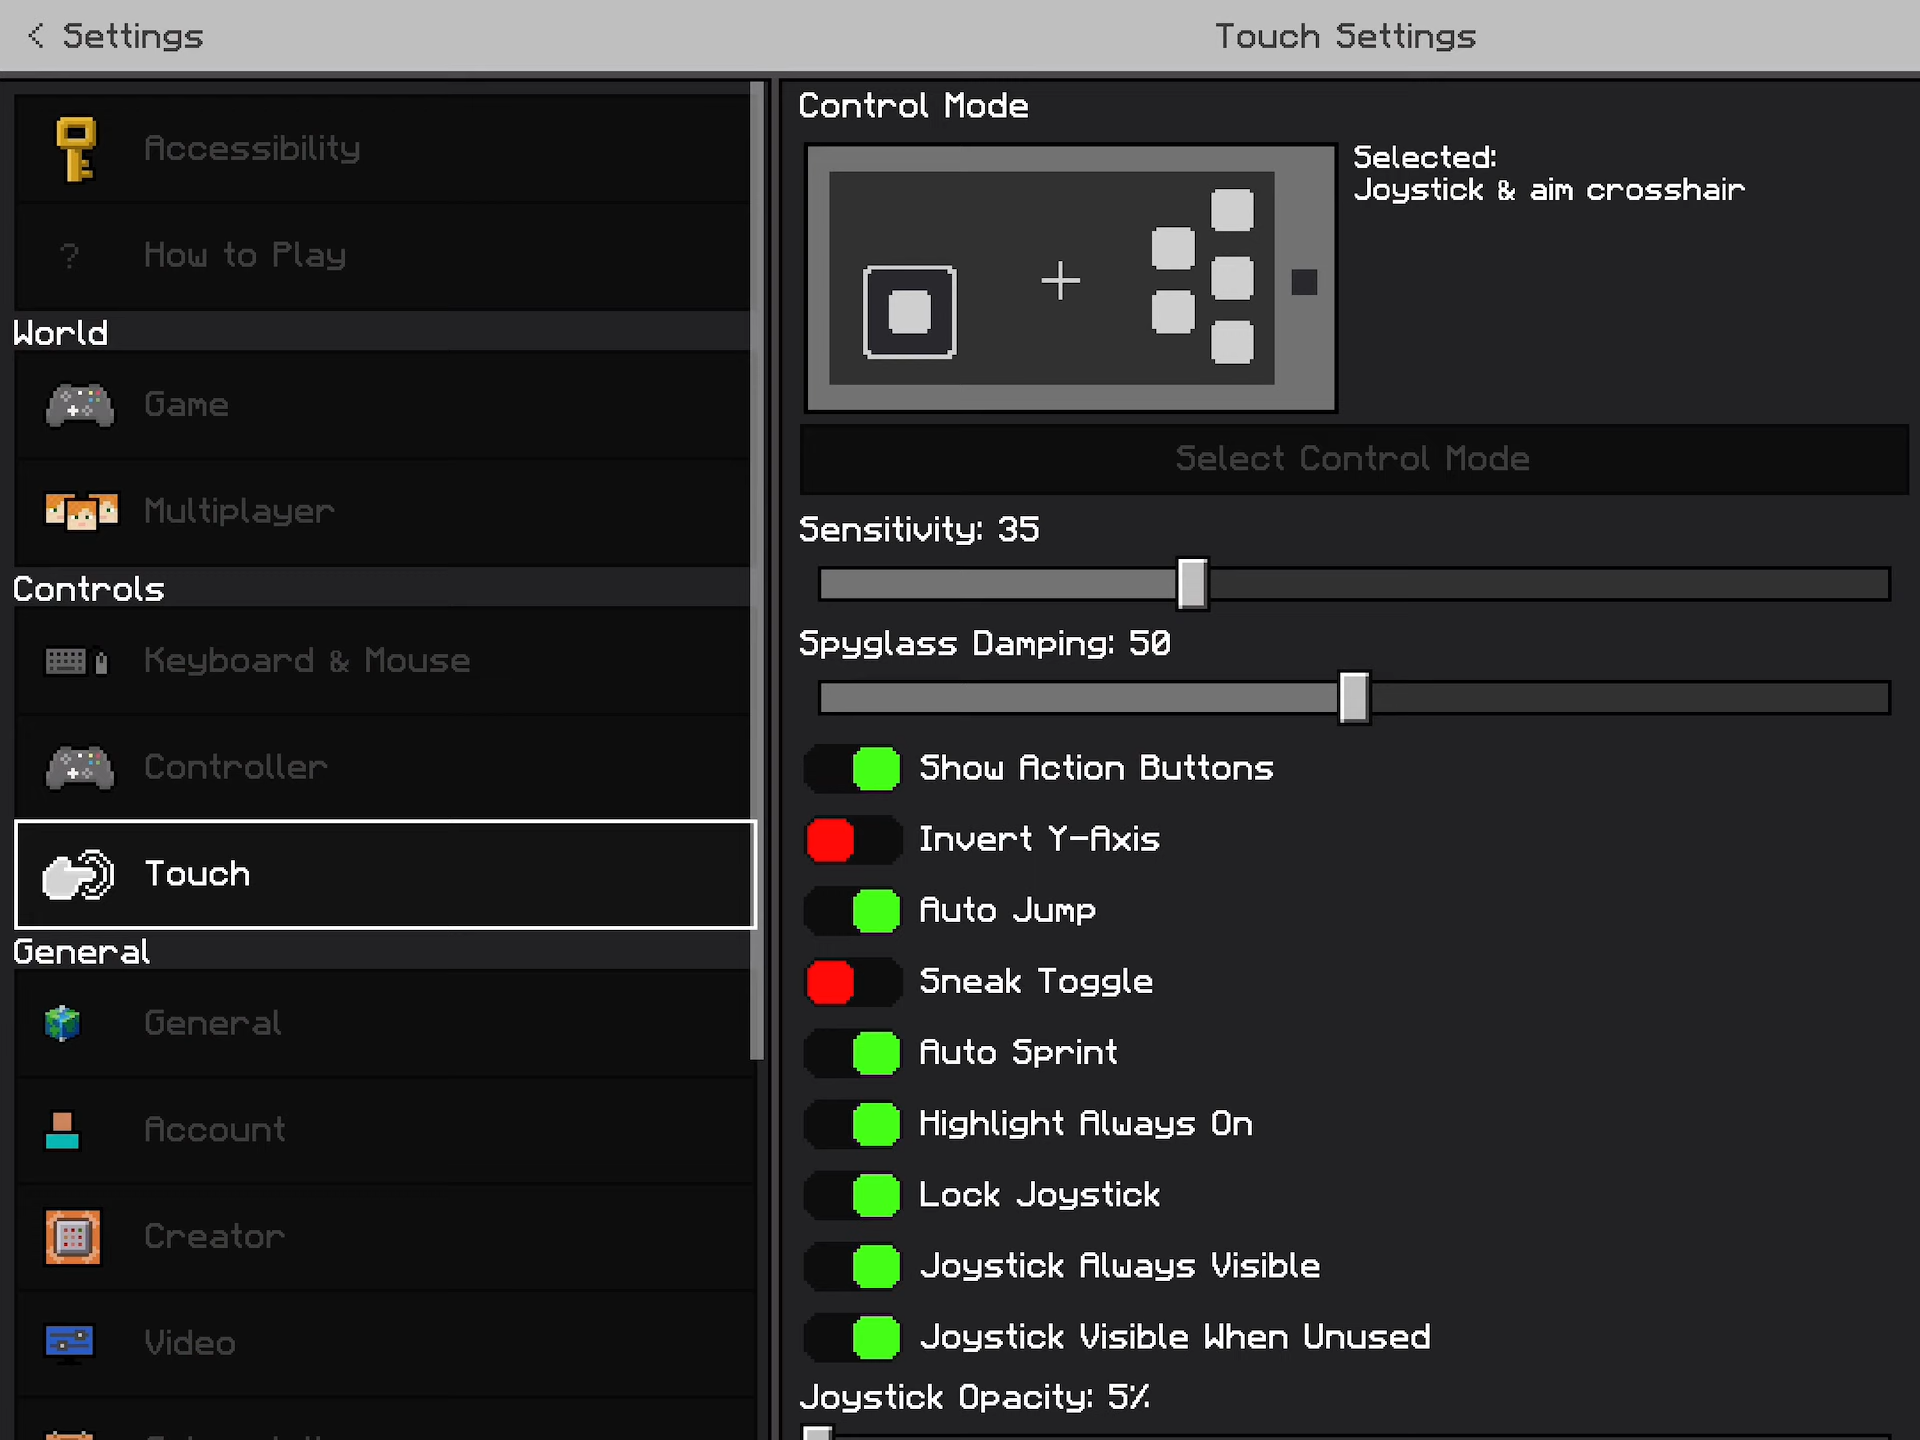 Settings
Touch Settings
Accessibility
? How to Play
World
Game
Multiplayer
Controls
Keyboard & Mouse
Controller
Touch
General
General
Account
Creator
Video
Control Mode
Selected:
Joystick & aim crosshair
Select Control Mode
Sensitivity: 35
Spyglass Damping: 50
Show Action Buttons
Invert Y-Axis
Auto Jump
Sneak Toggle
Auto Sprint
Highlight Always On
Lock Joystick
Joystick Always Visible
Joystick Visible When Unused
Joystick Opacity: 5%